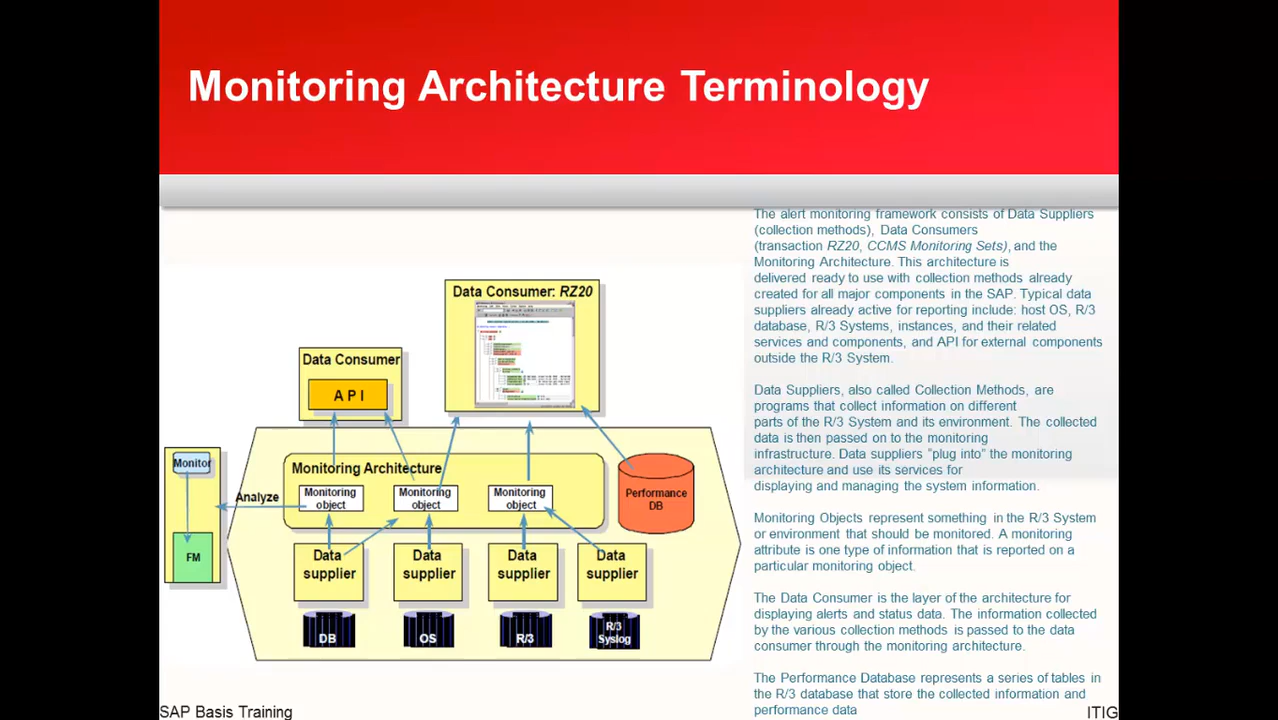 Monitoring Architecture Terminology
The alert monitoring framework consists of Data Suppliers
(collection methods), Data Consumers
(transaction RZ20, CCMS Monitoring Sets), and the
Monitoring Architecture. This architecture is
delivered ready to use with collection methods already
created for all major components in the SAP. Typical data
suppliers already active for reporting include: host OS, R/3
database, R/3 Systems, instances, and their related
services and components, and API for external components
outside the R/3 System.
Data Suppliers, also called Collection Methods, are
programs that collect information on different
parts of the R/3 System and its environment. The collected
data is then passed on to the monitoring
infrastructure. Data suppliers "plug into" the monitoring
architecture and use its services for
displaying and managing the system information.
Monitoring Objects represent something in the R/3 System
or environment that should be monitored. A monitoring
attribute is one type of information that is reported on a
particular monitoring object.
The Data Consumer is the layer of the architecture for
displaying alerts and status data. The information collected
by the various collection methods is passed to the data
consumer through the monitoring architecture.
The Performance Database represents a series of tables in
the R/3 database that store the collected information and
performance data
Data Consumer: RZ20
Data Consumer
A P I
Monitor
FM
Analyze
Monitoring Architecture
Monitoring
object
Monitoring
object
Monitoring
object
Performance
DB
Data
supplier
Data
supplier
Data
supplier
Data
supplier
DB
OS
R/3
R/3
Syslog
SAP Basis Training
ITIG